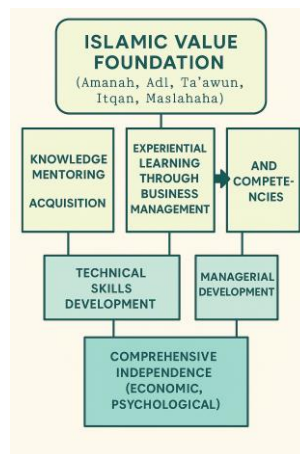 ISLAMIC VALUE
FOUNDATION
(Amanah, Adl, Ta'awun,
Itqan, Maslahaha)
KNOWLEDGE
MENTORING
ACQUISITION
EXPERIENTIAL
LEARNING
THROUGH
BUSINESS
MANAGEMENT
AND
COMPETE-
NCIES
TECHNICAL
SKILLS
DEVELOPMENT
MANAGERIAL
DEVELOPMENT
COMPREHENSIVE
INDEPENDENCE
(ECONOMIC,
PSYCHOLOGICAL)